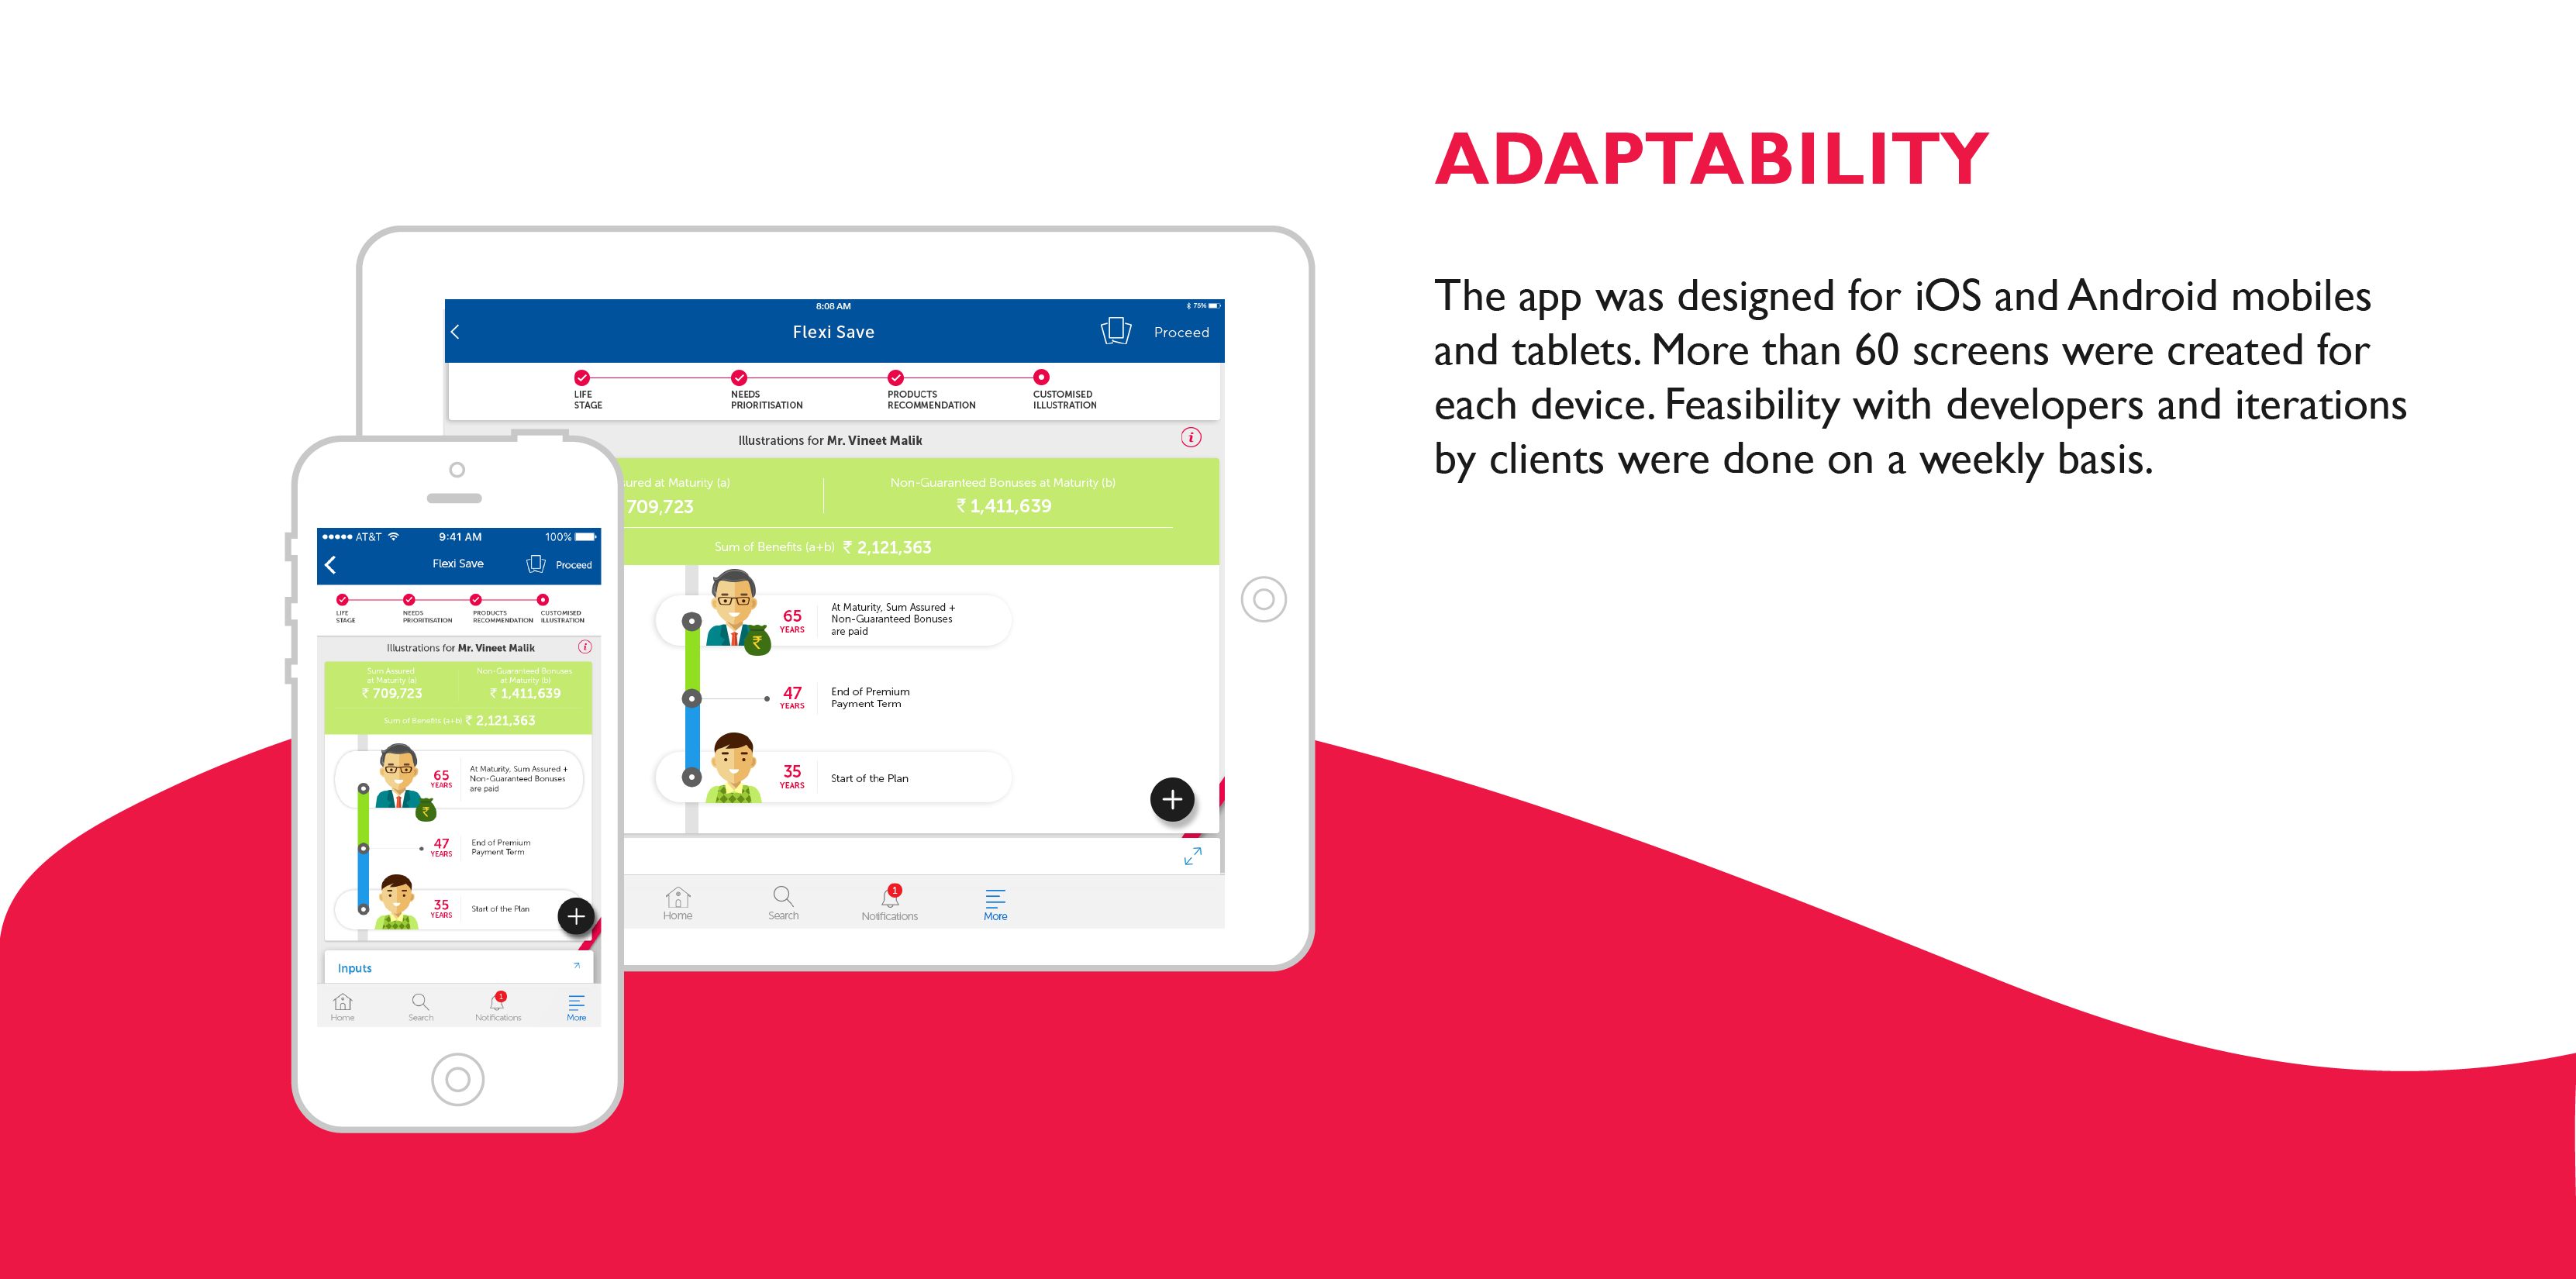 ADAPTABILITY
The app was designed for iOS and Android mobiles
and tablets. More than 60 screens were created for
each device. Feasibility with developers and iterations
by clients were done on a weekly basis.
8:08 AM
75%
Flexi Save
Proceed
LIFE
STAGE
NEEDS
PRIORITISATION
PRODUCTS
RECOMMENDATION
CUSTOMISED
ILLUSTRATION
Illustrations for Mr. Vineet Malik
i
sured at Maturity (a)
709,723
Non-Guaranteed Bonuses at Maturity (b)
₹ 1,411,639
Sum of Benefits (a+b) ₹ 2,121,363
65
YEARS
At Maturity, Sum Assured +
Non-Guaranteed Bonuses
are paid
₹
47
YEARS
End of Premium
Payment Term
35
YEARS
Start of the Plan
Home
Search
1
Notifications
More
AT&T
9:41 AM
100%
Flexi Save
Proceed
LIFE
STAGE
NEEDS
PRIORITISATION
PRODUCTS
RECOMMENDATION
CUSTOMISED
ILLUSTRATION
Illustrations for Mr. Vineet Malik
i
Sum Assured
at Maturity (a)
₹ 709,723
Non-Guaranteed Bonuses
at Maturity (b)
₹ 1,411,639
Sum of Benefits (a+b) ₹ 2,121,363
65
YEARS
At Maturity, Sum Assured +
Non-Guaranteed Bonuses
are paid
₹
47
YEARS
End of Premium
Payment Term
35
YEARS
Start of the Plan
Inputs
Home
Search
1
Notifications
More